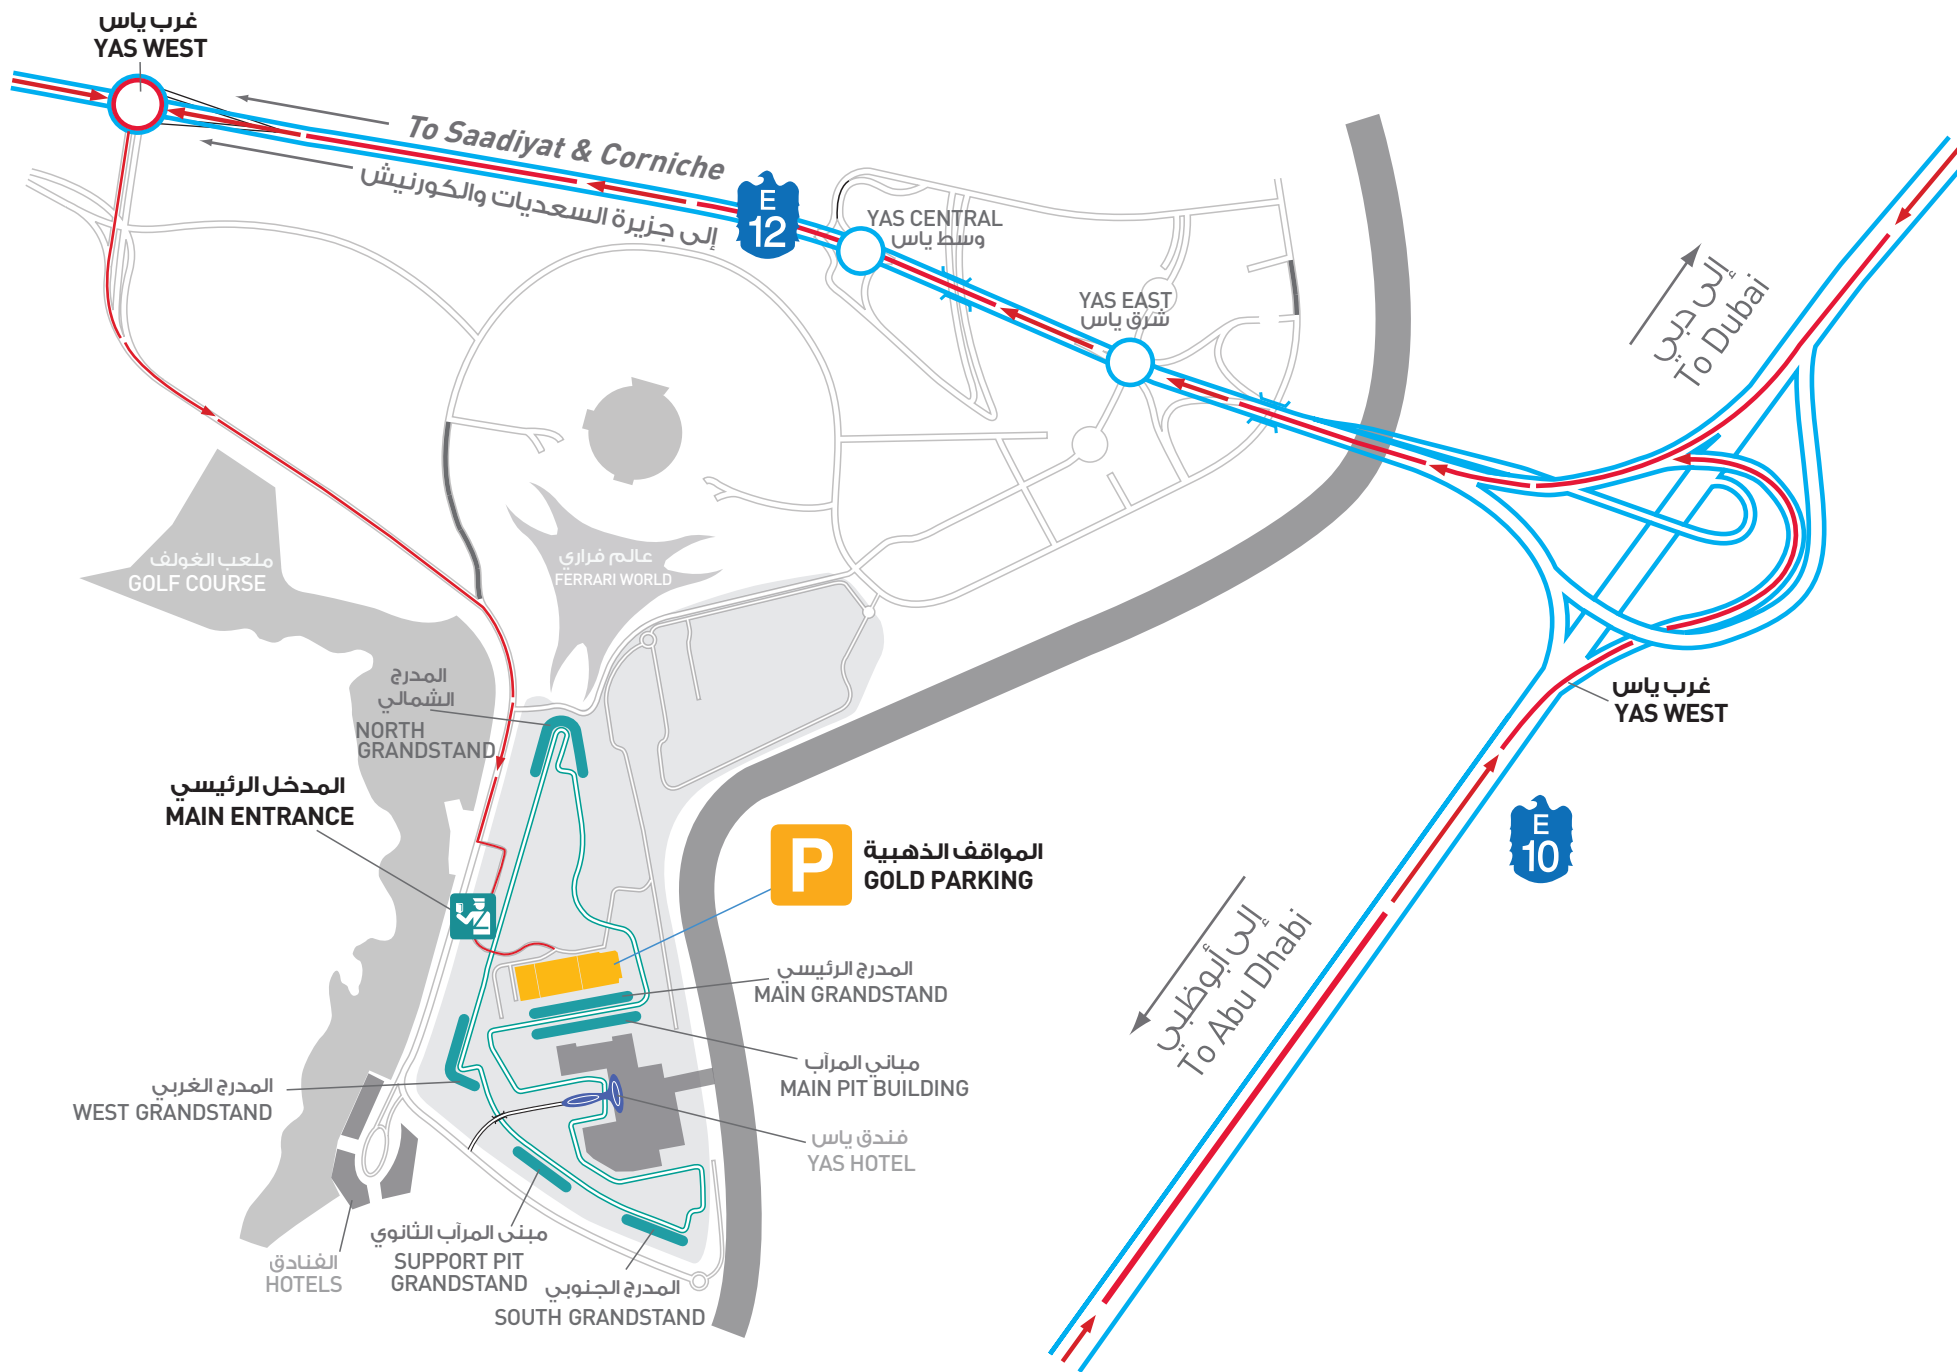 غرب ياس
YAS WEST
To Saadiyat & Corniche
إلى جزيرة السعديات والكورنيش
E
12
YAS CENTRAL
وسط ياس
YAS EAST
شرق ياس
إلى دبي
To Dubai
ملعب الغولف
GOLF COURSE
عالم فراري
FERRARI WORLD
المدرج
الشمالي
NORTH
GRANDSTAND
غرب ياس
YAS WEST
المدخل الرئيسي
MAIN ENTRANCE
P
المواقف الذهبية
GOLD PARKING
E
10
إلى أبوظبي
To Abu Dhabi
المدرج الرئيسي
MAIN GRANDSTAND
مباني المرآب
MAIN PIT BUILDING
المدرج الغربي
WEST GRANDSTAND
فندق ياس
YAS HOTEL
مبنى المرآب الثانوي
SUPPORT PIT
GRANDSTAND
الفنادق
HOTELS
المدرج الجنوبي
SOUTH GRANDSTAND